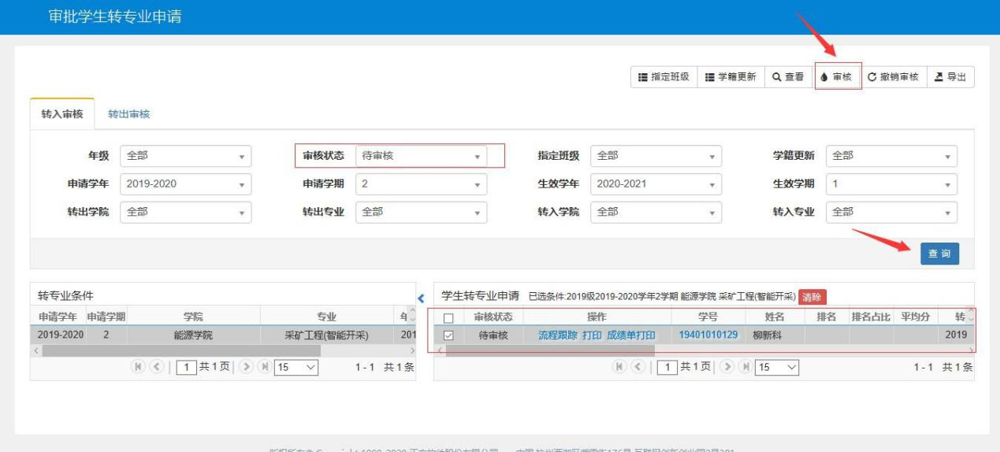 审批学生转专业申请
指定班级 学籍更新 查看 审核 撤销审核 导出
转入审核 转出审核
年级 全部 审核状态 待审核 指定班级 全部 学籍更新 全部
申请学年 2019-2020 申请学期 2 生效学年 2020-2021 生效学期 1
转出学院 全部 转出专业 全部 转入学院 全部 转入专业 全部
查询
转专业条件
申请学年 申请学期 学院 专业
2019-2020 2 能源学院 采矿工程(智能开采) 201
1 共1页 15 1-1 共1条
学生转专业申请 已选条件:2019级2019-2020学年2学期 能源学院 采矿工程(智能开采) 清除
审核状态 操作 学号 姓名 排名 排名占比 平均分 转
待审核 流程跟踪 打印 成绩单打印 19401010129 柳新科 2019
1 共1页 15 1-1 共1条